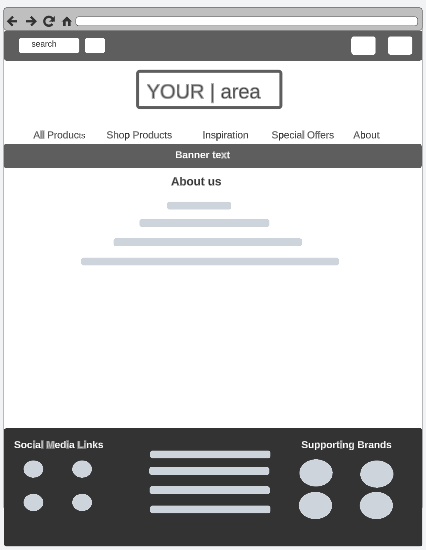 search
YOUR | area
All Products Shop Products Inspiration Special Offers About
Banner text
About us
Social Media Links Supporting Brands